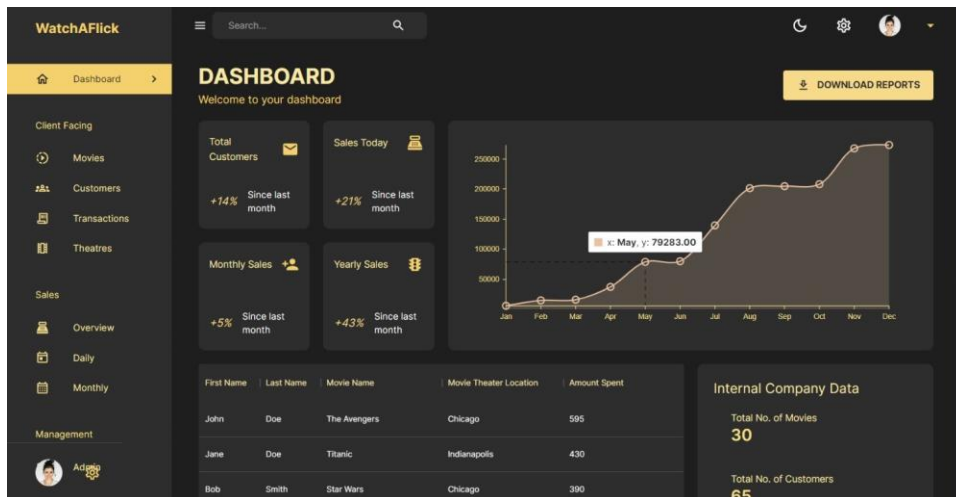 WatchAFlick
Search...
Dashboard
DASHBOARD
Welcome to your dashboard
DOWNLOAD REPORTS
Client Facing
Movies
Customers
Transactions
Theatres
Sales
Overview
Daily
Monthly
Management
Admin
Total
Customers
+14%
Since last
month
Sales Today
+21%
Since last
month
Monthly Sales
+5%
Since last
month
Yearly Sales
+43%
Since last
month
250000
200000
150000
100000
50000
x: May, y: 79283.00
Jan Feb Mar Apr May Jun Jul Aug Sep Oct Nov Dec
First Name Last Name Movie Name Movie Theater Location Amount Spent
John Doe The Avengers Chicago 595
Jane Doe Titanic Indianapolis 430
Bob Smith Star Wars Chicago 390
Internal Company Data
Total No. of Movies
30
Total No. of Customers
65